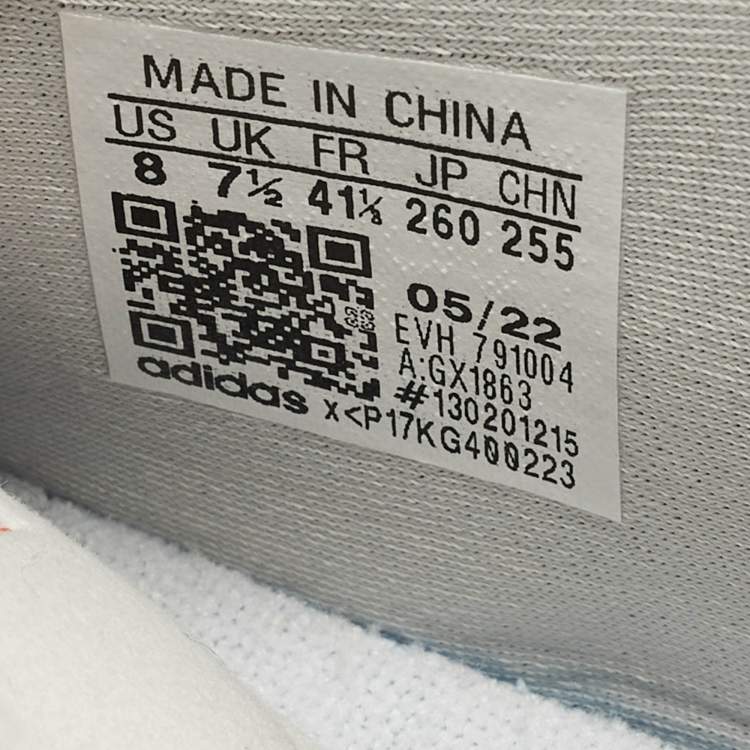 MADE IN CHINA
US UK FR JP CHN
8 7½ 41⅓ 260 255
05/22
EVH 791004
A:GX1863
#130201215
adidas x<P17KG400223